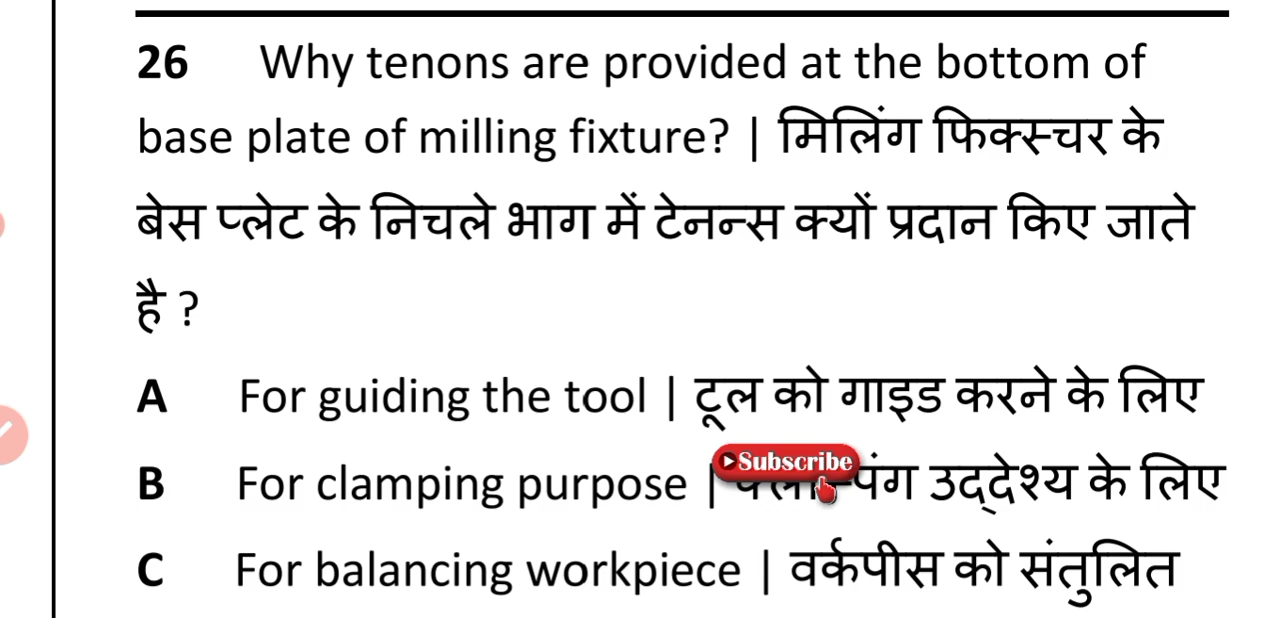 26 Why tenons are provided at the bottom of
base plate of milling fixture? | मिलिंग फिक्स्चर के
बेस प्लेट के निचले भाग में टेनन्स क्यों प्रदान किए जाते
है ?
A For guiding the tool | टूल को गाइड करने के लिए
Subscribe
B For clamping purpose | उद्देश्य के लिए
C For balancing workpiece | वर्कपीस को संतुलित